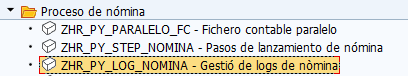 Proceso de nómina
ZHR_PY_PARALELO_FC - Fichero contable paralelo
ZHR_PY_STEP_NOMINA - Pasos de lanzamiento de nómina
ZHR_PY_LOG_NOMINA - Gestió de logs de nòmina